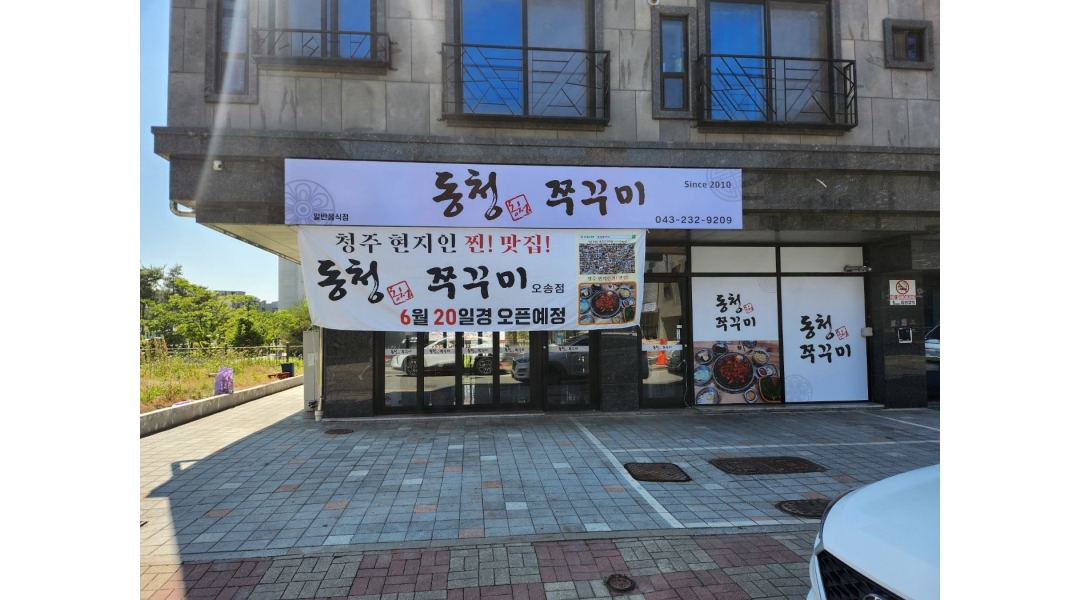 동청 쭈꾸미
Since 2010
일반음식점
043-232-9209
청주 현지인 찐! 맛집!
동청 쭈꾸미 오송점
6월 20일경 오픈예정
동청
쭈꾸미
동청
쭈꾸미